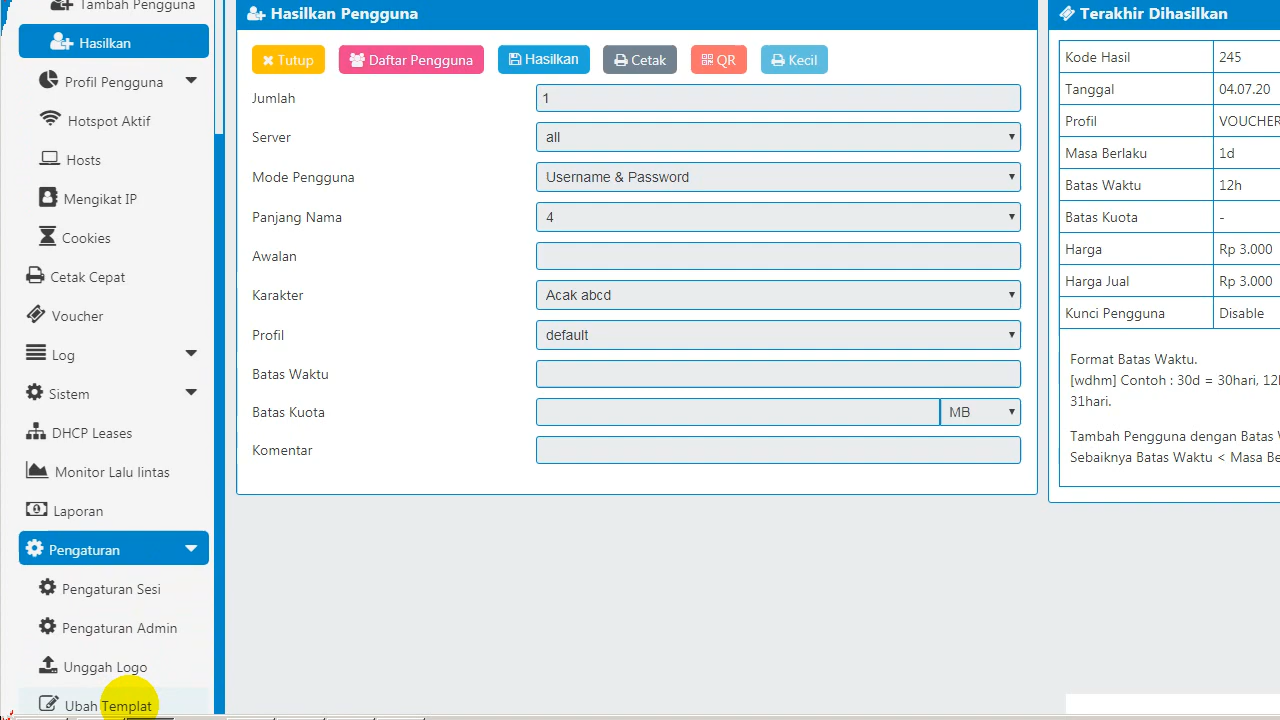 Tambah Pengguna
Hasilkan
Profil Pengguna
Hotspot Aktif
Hosts
Mengikat IP
Cookies
Cetak Cepat
Voucher
Log
Sistem
DHCP Leases
Monitor Lalu lintas
Laporan
Pengaturan
Pengaturan Sesi
Pengaturan Admin
Unggah Logo
Ubah Templat
Hasilkan Pengguna
Tutup Daftar Pengguna Hasilkan Cetak QR Kecil
Jumlah 1
Server all
Mode Pengguna Username & Password
Panjang Nama 4
Awalan
Karakter Acak abcd
Profil default
Batas Waktu
Batas Kuota MB
Komentar
Terakhir Dihasilkan
Kode Hasil 245
Tanggal 04.07.20
Profil VOUCHER
Masa Berlaku 1d
Batas Waktu 12h
Batas Kuota -
Harga Rp 3.000
Harga Jual Rp 3.000
Kunci Pengguna Disable
Format Batas Waktu.
[wdhm] Contoh : 30d = 30hari,
31hari.
Tambah Pengguna dengan Batas
Sebaiknya Batas Waktu < Masa